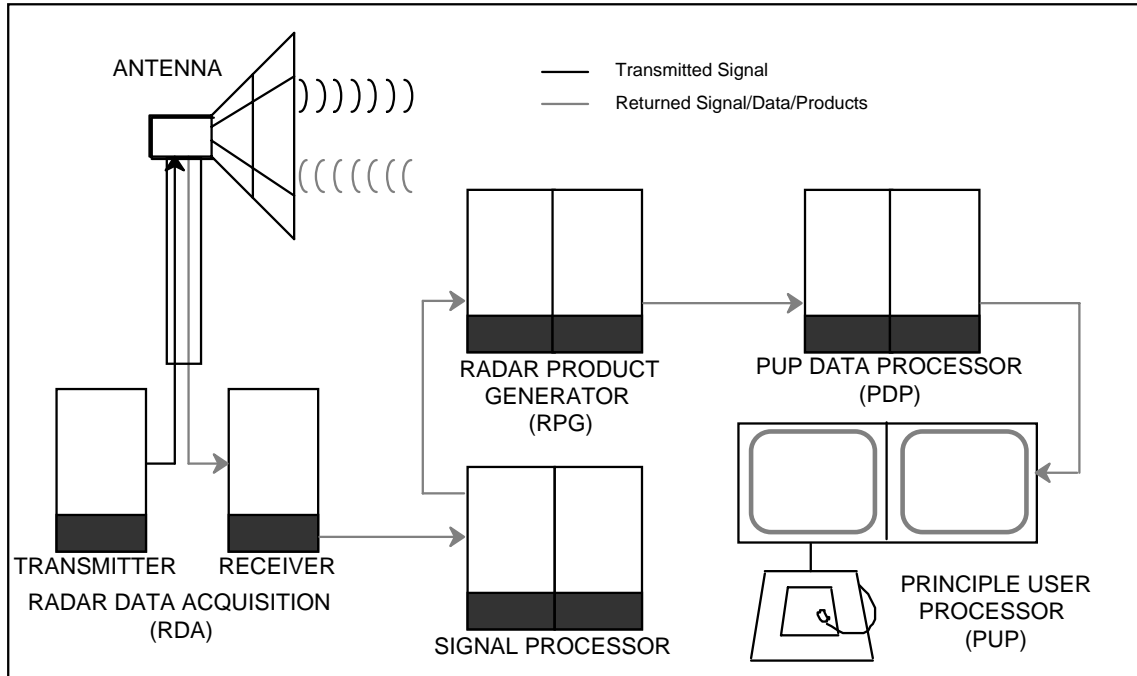 ANTENNA
Transmitted Signal
Returned Signal/Data/Products
RADAR PRODUCT
GENERATOR
(RPG)
PUP DATA PROCESSOR
(PDP)
TRANSMITTER
RECEIVER
RADAR DATA ACQUISITION
(RDA)
SIGNAL PROCESSOR
PRINCIPLE USER
PROCESSOR
(PUP)